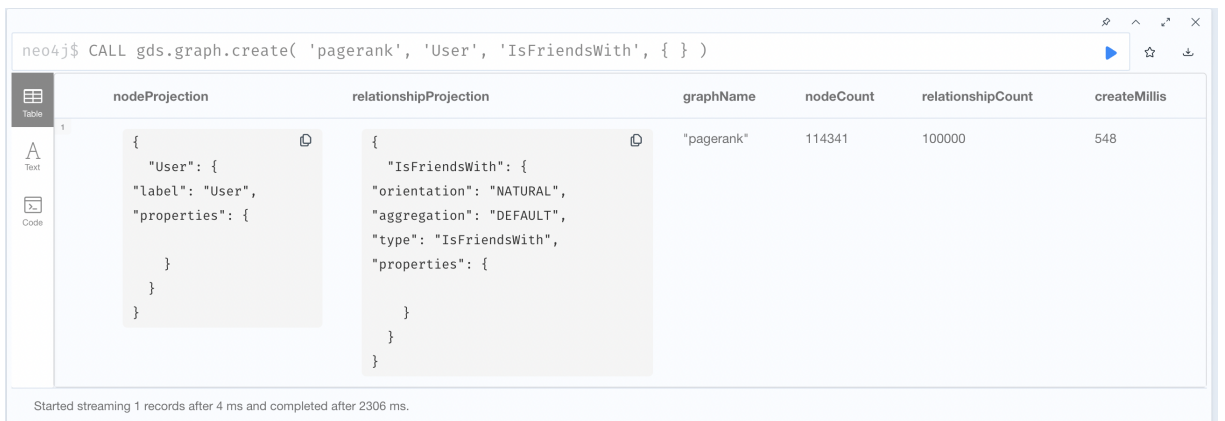 neo4j$ CALL gds.graph.create( 'pagerank', 'User', 'IsFriendsWith', { } )
Table
Text
Code
nodeProjection relationshipProjection graphName nodeCount relationshipCount createMillis
1
{
"User": {
"label": "User",
"properties": {
}
}
}
{
"IsFriendsWith": {
"orientation": "NATURAL",
"aggregation": "DEFAULT",
"type": "IsFriendsWith",
"properties": {
}
}
}
"pagerank" 114341 100000 548
Started streaming 1 records after 4 ms and completed after 2306 ms.